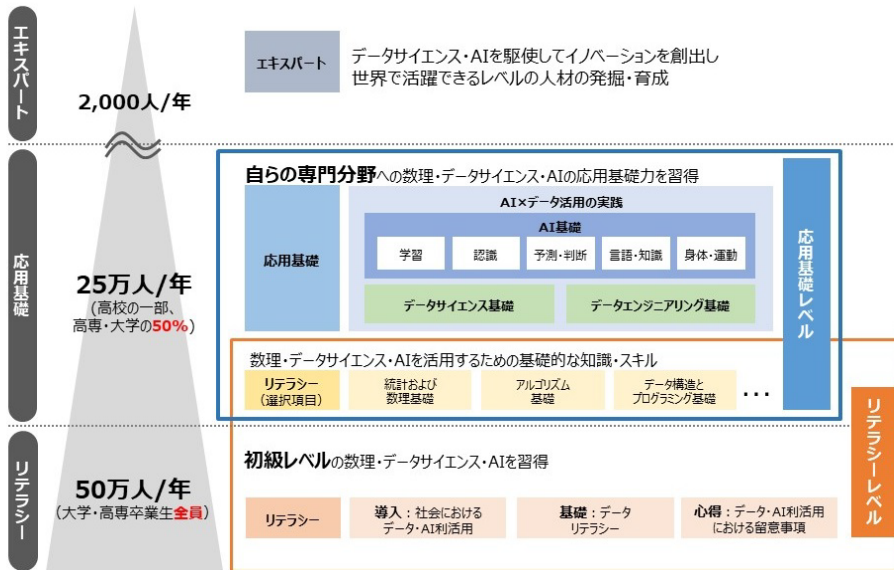 エキスパート
2,000人/年
エキスパート
データサイエンス・AIを駆使してイノベーションを創出し
世界で活躍できるレベルの人材の発掘・育成
応用基礎
25万人/年
(高校の一部、
高専・大学の50%)
自らの専門分野への数理・データサイエンス・AIの応用基礎力を習得
応用基礎
AI×データ活用の実践
AI基礎
学習
認識
予測・判断
言語・知識
身体・運動
データサイエンス基礎
データエンジニアリング基礎
応用基礎レベル
数理・データサイエンス・AIを活用するための基礎的な知識・スキル
リテラシー
(選択項目)
統計および
数理基礎
アルゴリズム
基礎
データ構造と
プログラミング基礎
・・・
リテラシーレベル
リテラシー
50万人/年
(大学・高専卒業生全員)
初級レベルの数理・データサイエンス・AIを習得
リテラシー
導入：社会における
データ・AI利活用
基礎：データ
リテラシー
心得：データ・AI利活用
における留意事項